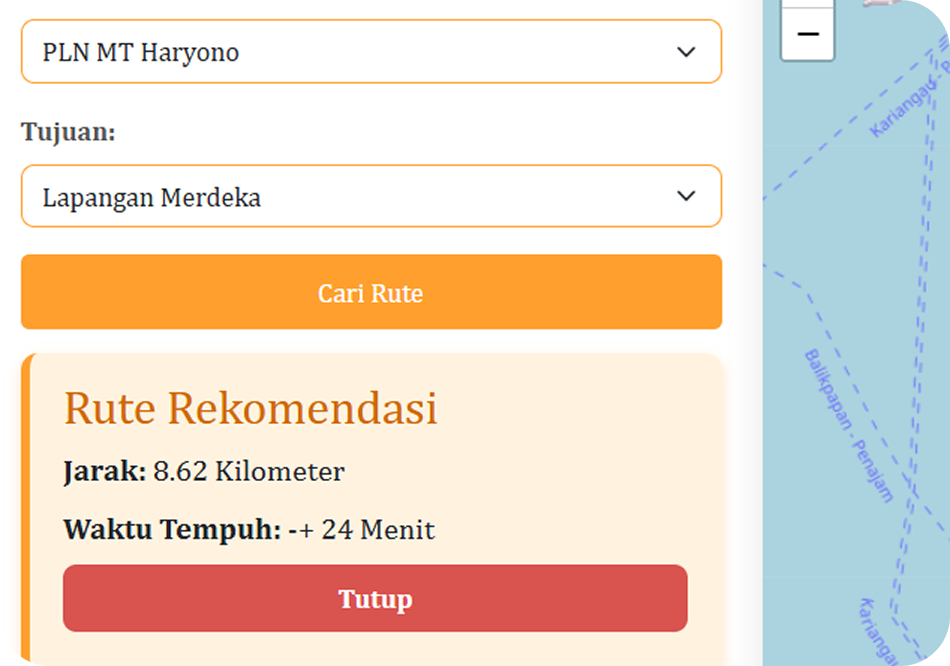 PLN MT Haryono
Tujuan:
Lapangan Merdeka
Cari Rute
Rute Rekomendasi
Jarak: 8.62 Kilometer
Waktu Tempuh: -+ 24 Menit
Tutup
−
Kariangau - P
Balikpapan - Penajam
Kariangau